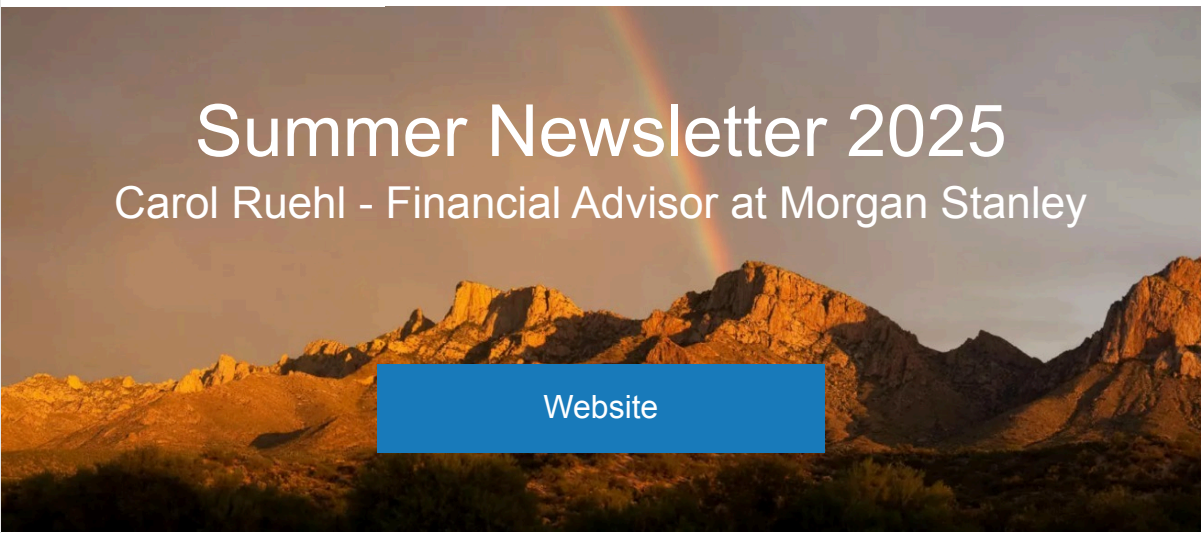 Summer Newsletter 2025
Carol Ruehl - Financial Advisor at Morgan Stanley
Website